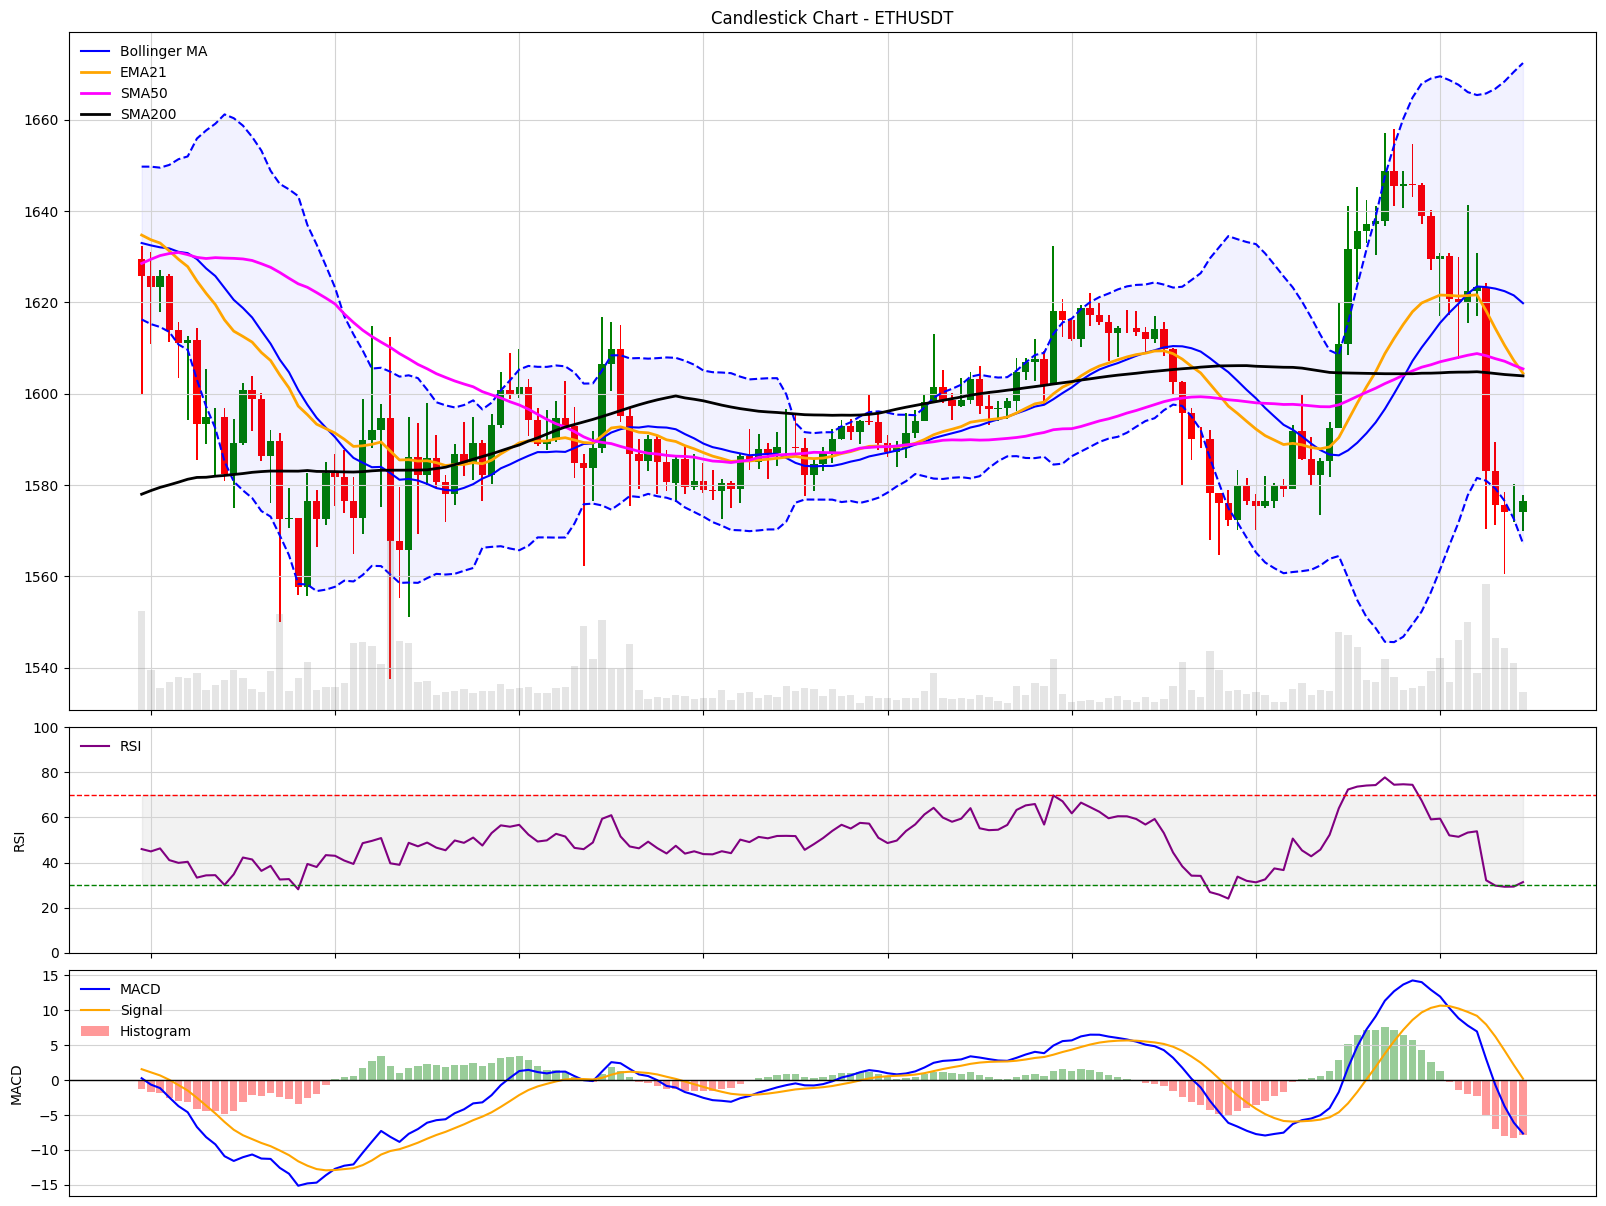 Candlestick Chart - ETHUSDT
Bollinger MA
EMA21
SMA50
SMA200
1660
1640
1620
1600
1580
1560
1540
RSI
100
80
60
40
20
0
RSI
MACD
Signal
Histogram
15
10
5
0
−5
−10
−15
MACD